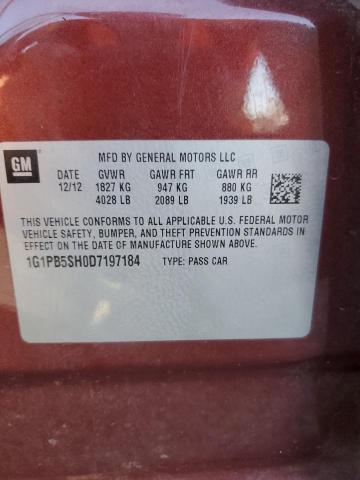 GM
MFD BY GENERAL MOTORS LLC
DATE GVWR GAWR FRT GAWR RR
12/12 1827 KG 947 KG 880 KG
4028 LB 2089 LB 1939 LB
THIS VEHICLE CONFORMS TO ALL APPLICABLE U.S. FEDERAL MOTOR
VEHICLE SAFETY, BUMPER, AND THEFT PREVENTION STANDARDS
IN EFFECT ON THE DATE OF MANUFACTURE SHOWN ABOVE.
1G1PB5SH0D7197184 TYPE: PASS CAR